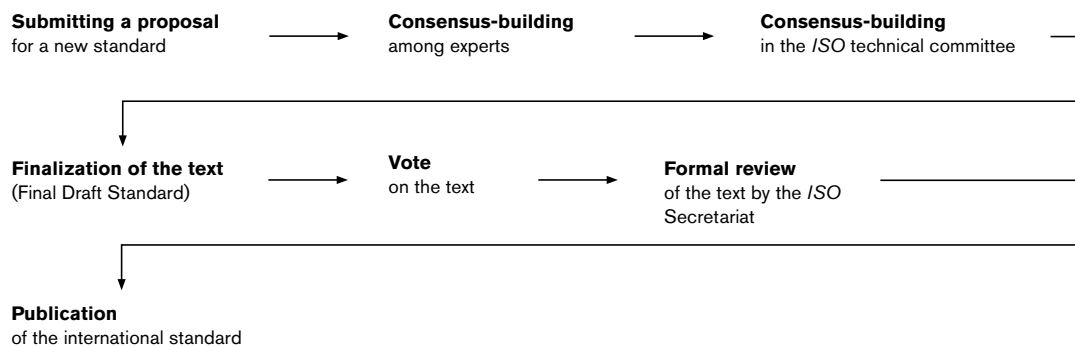 Submitting a proposal
for a new standard
Consensus-building
among experts
Consensus-building
in the ISO technical committee
Finalization of the text
(Final Draft Standard)
Vote
on the text
Formal review
of the text by the ISO
Secretariat
Publication
of the international standard